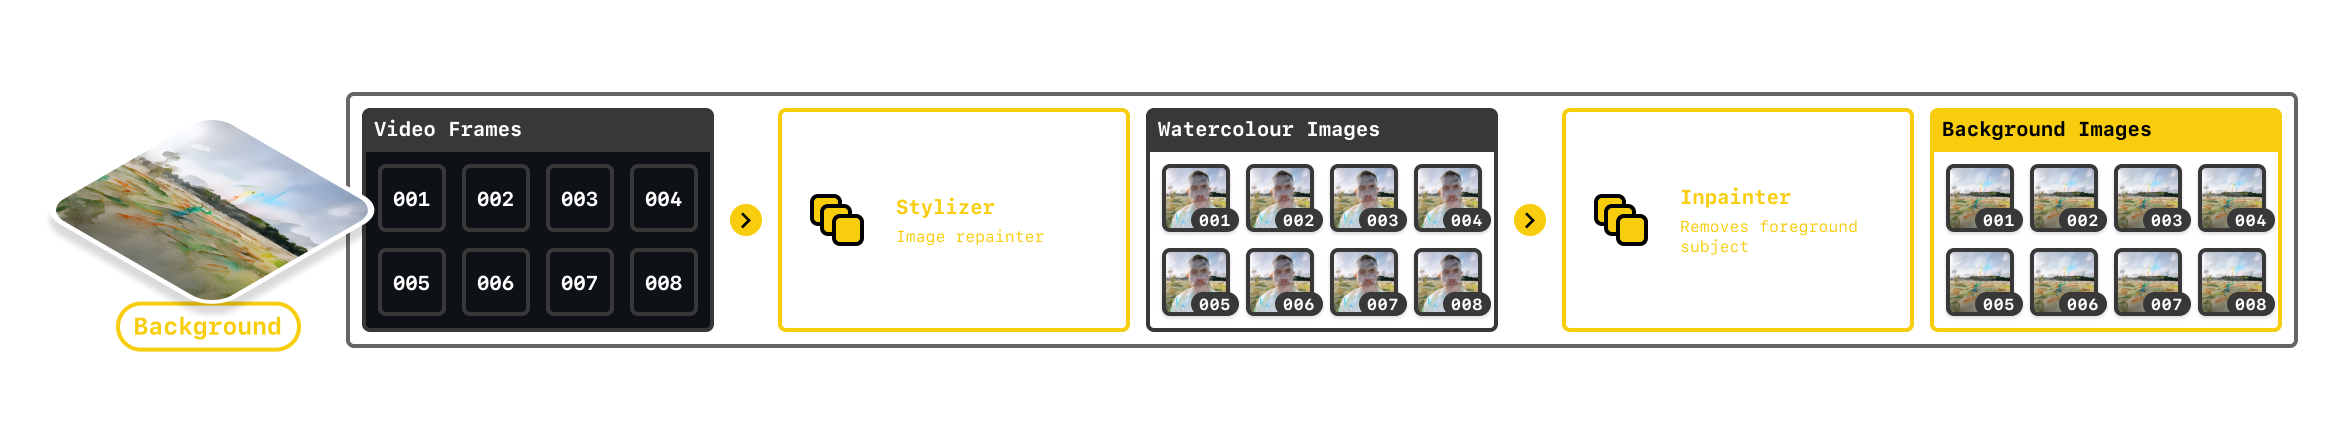 Background
Video Frames
001 002 003 004
005 006 007 008
Stylizer
Image repainter
Watercolour Images
001 002 003 004
005 006 007 008
Inpainter
Removes foreground
subject
Background Images
001 002 003 004
005 006 007 008